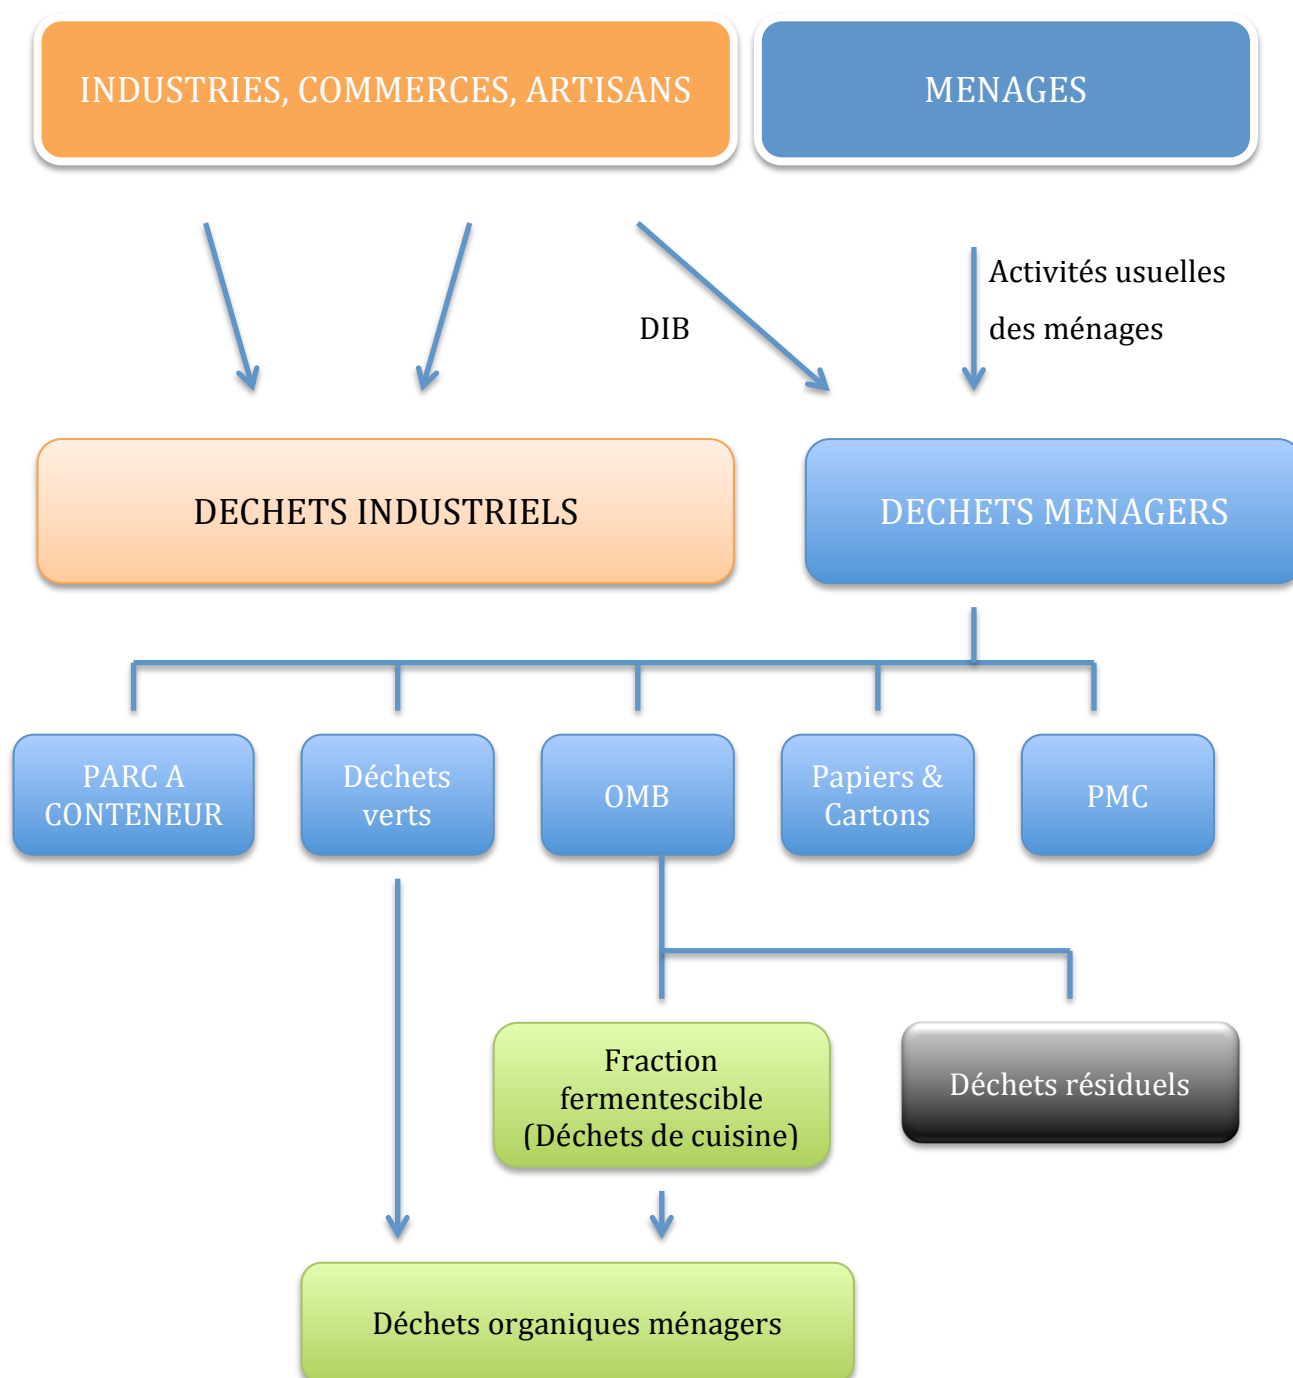 INDUSTRIES, COMMERCES, ARTISANS
MENAGES
Activités usuelles
des ménages
DIB
DECHETS INDUSTRIELS
DECHETS MENAGERS
PARC A
CONTENEUR
Déchets
verts
OMB
Papiers &
Cartons
PMC
Fraction
fermentescible
(Déchets de cuisine)
Déchets résiduels
Déchets organiques ménagers